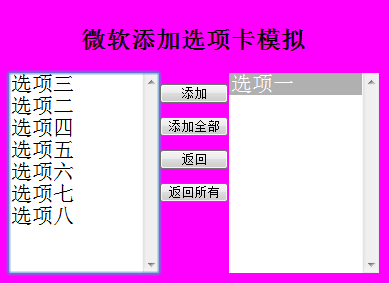 微软添加选项卡模拟
选项三
选项二
选项四
选项五
选项六
选项七
选项八
添加
添加全部
返回
返回所有
选项一